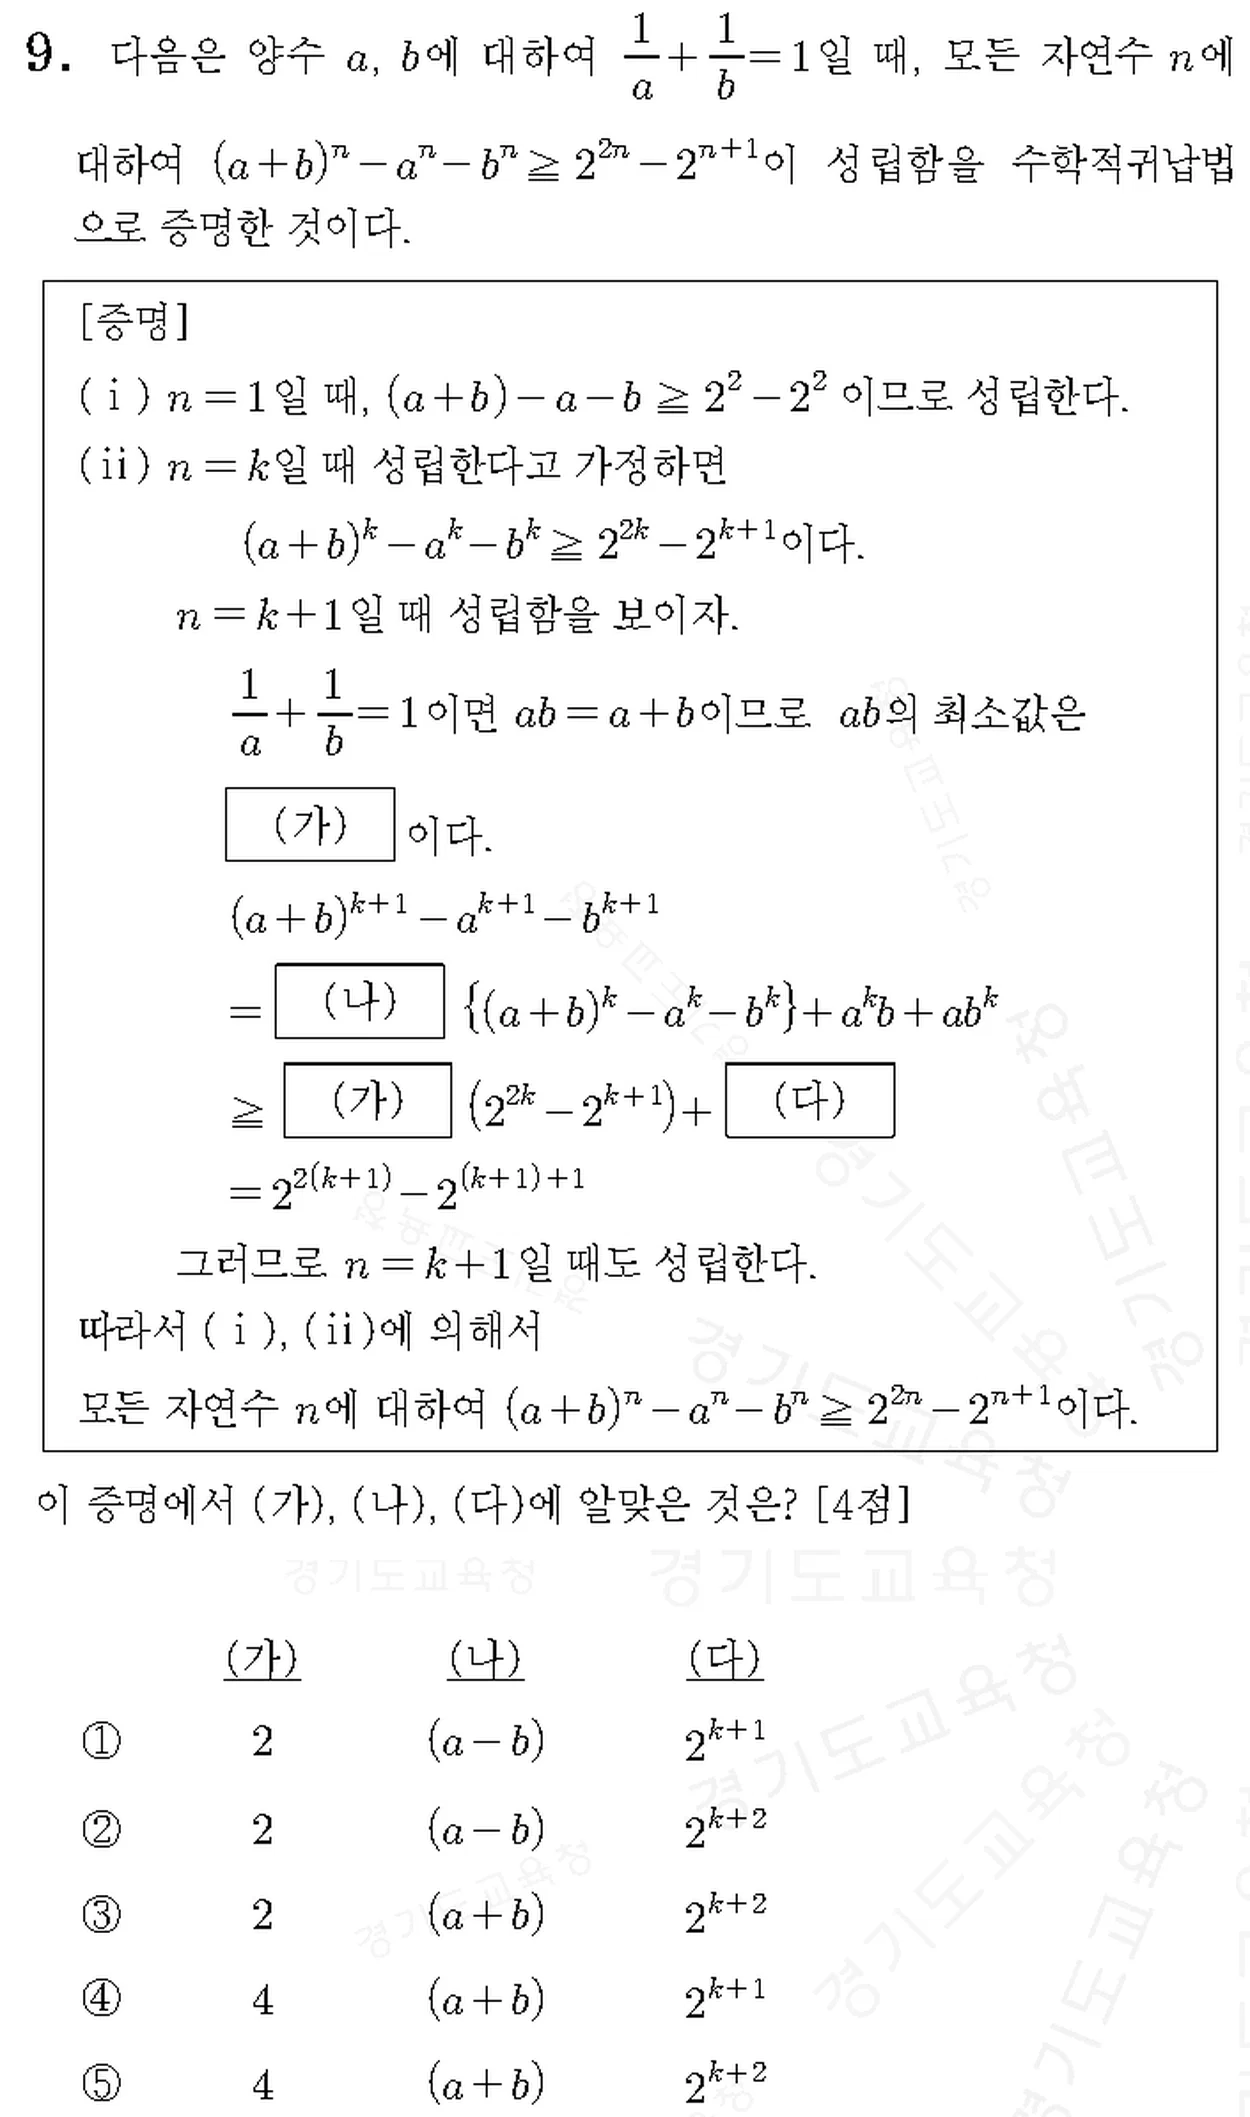 9. 다음은 양수 a, b에 대하여 1/a + 1/b = 1일 때, 모든 자연수 n에
대하여 (a+b)^n − a^n − b^n ≧ 2^{2n} − 2^{n+1}이 성립함을 수학적귀납법
으로 증명한 것이다.
[증명]
(ⅰ) n = 1일 때, (a+b) − a − b ≧ 2^2 − 2^2 이므로 성립한다.
(ⅱ) n = k일 때 성립한다고 가정하면
(a+b)^k − a^k − b^k ≧ 2^{2k} − 2^{k+1}이다.
n = k+1일 때 성립함을 보이자.
1/a + 1/b = 1이면 ab = a+b이므로 ab의 최소값은
(가) 이다.
(a+b)^{k+1} − a^{k+1} − b^{k+1}
= (나) {(a+b)^k − a^k − b^k} + a^k b + ab^k
≧ (가) (2^{2k} − 2^{k+1}) + (다)
= 2^{2(k+1)} − 2^{(k+1)+1}
그러므로 n = k+1일 때도 성립한다.
따라서 (ⅰ), (ⅱ)에 의해서
모든 자연수 n에 대하여 (a+b)^n − a^n − b^n ≧ 2^{2n} − 2^{n+1}이다.
이 증명에서 (가), (나), (다)에 알맞은 것은? [4점]
경기도교육청 경기도교육청
(가) (나) (다)
① 2 (a−b) 2^{k+1}
② 2 (a−b) 2^{k+2}
③ 2 (a+b) 2^{k+2}
④ 4 (a+b) 2^{k+1}
⑤ 4 (a+b) 2^{k+2}